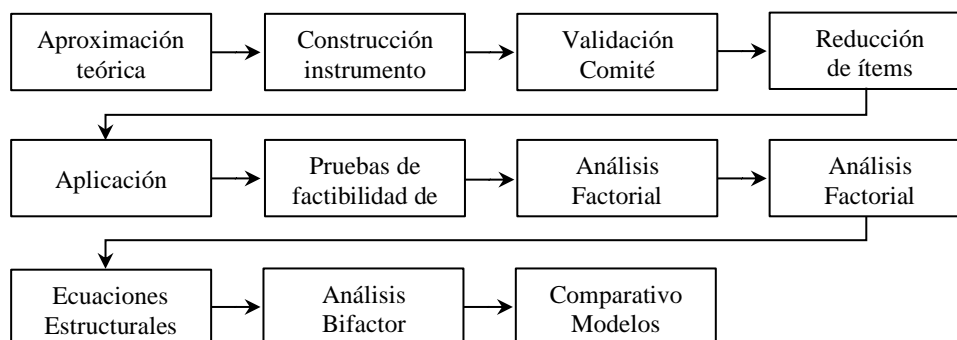 Aproximación
teórica
Construcción
instrumento
Validación
Comité
Reducción
de ítems
Aplicación
Pruebas de
factibilidad de
Análisis
Factorial
Análisis
Factorial
Ecuaciones
Estructurales
Análisis
Bifactor
Comparativo
Modelos